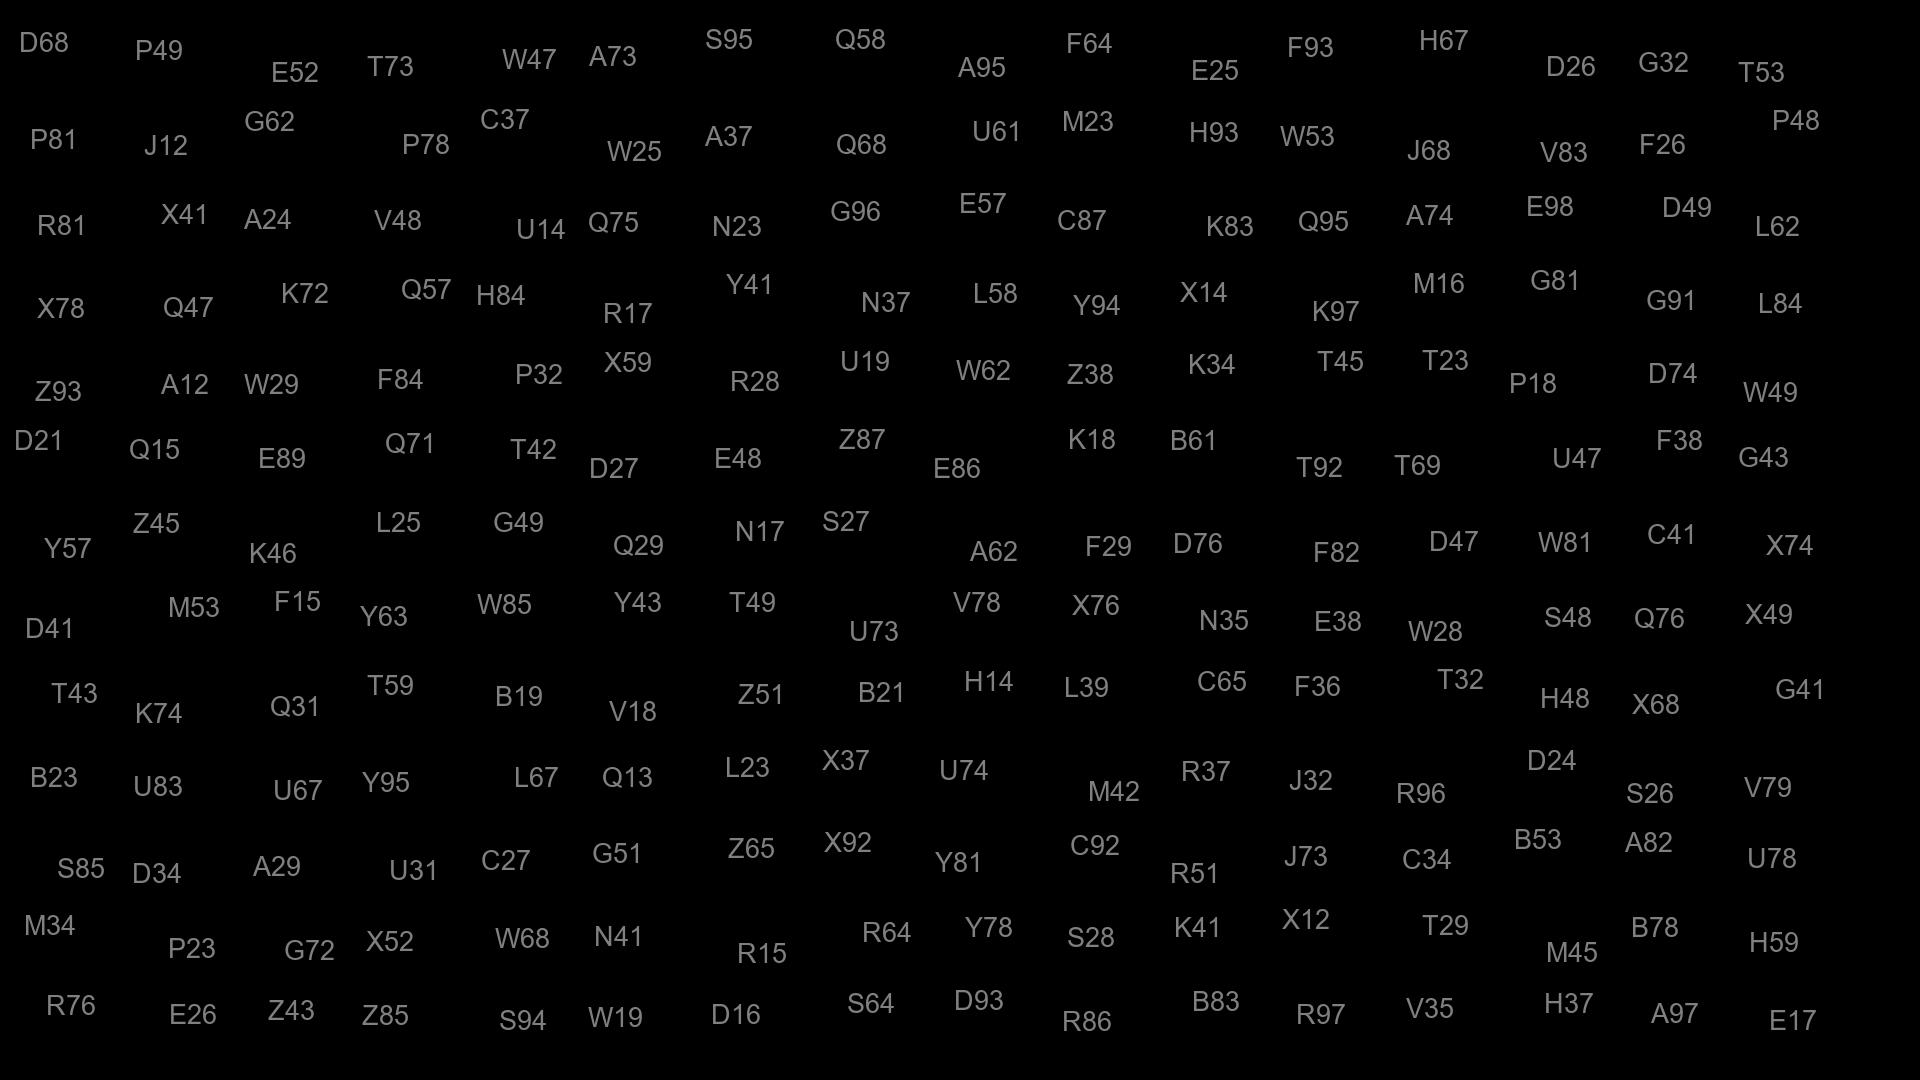 D68 P49 E52 T73 W47 A73 S95 Q58 A95 F64 E25 F93 H67 D26 G32 T53
P81 J12 G62 P78 C37 W25 A37 Q68 U61 M23 H93 W53 J68 V83 F26 P48
R81 X41 A24 V48 U14 Q75 N23 G96 E57 C87 K83 Q95 A74 E98 D49 L62
X78 Q47 K72 Q57 H84 R17 Y41 N37 L58 Y94 X14 K97 M16 G81 G91 L84
Z93 A12 W29 F84 P32 X59 R28 U19 W62 Z38 K34 T45 T23 P18 D74 W49
D21 Q15 E89 Q71 T42 D27 E48 Z87 E86 K18 B61 T92 T69 U47 F38 G43
Y57 Z45 K46 L25 G49 Q29 N17 S27 A62 F29 D76 F82 D47 W81 C41 X74
D41 M53 F15 Y63 W85 Y43 T49 U73 V78 X76 N35 E38 W28 S48 Q76 X49
T43 K74 Q31 T59 B19 V18 Z51 B21 H14 L39 C65 F36 T32 H48 X68 G41
B23 U83 U67 Y95 L67 Q13 L23 X37 U74 M42 R37 J32 R96 D24 S26 V79
S85 D34 A29 U31 C27 G51 Z65 X92 Y81 C92 R51 J73 C34 B53 A82 U78
M34 P23 G72 X52 W68 N41 R15 R64 Y78 S28 K41 X12 T29 M45 B78 H59
R76 E26 Z43 Z85 S94 W19 D16 S64 D93 R86 B83 R97 V35 H37 A97 E17